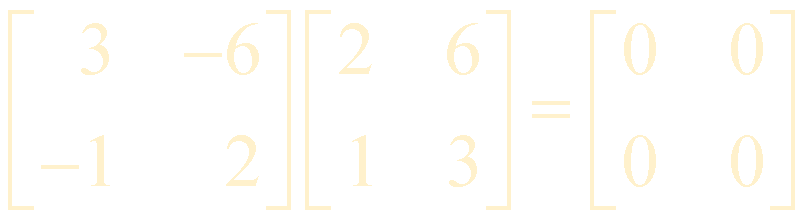 [3 −6] [2 6] = [0 0]
[−1 2] [1 3] [0 0]